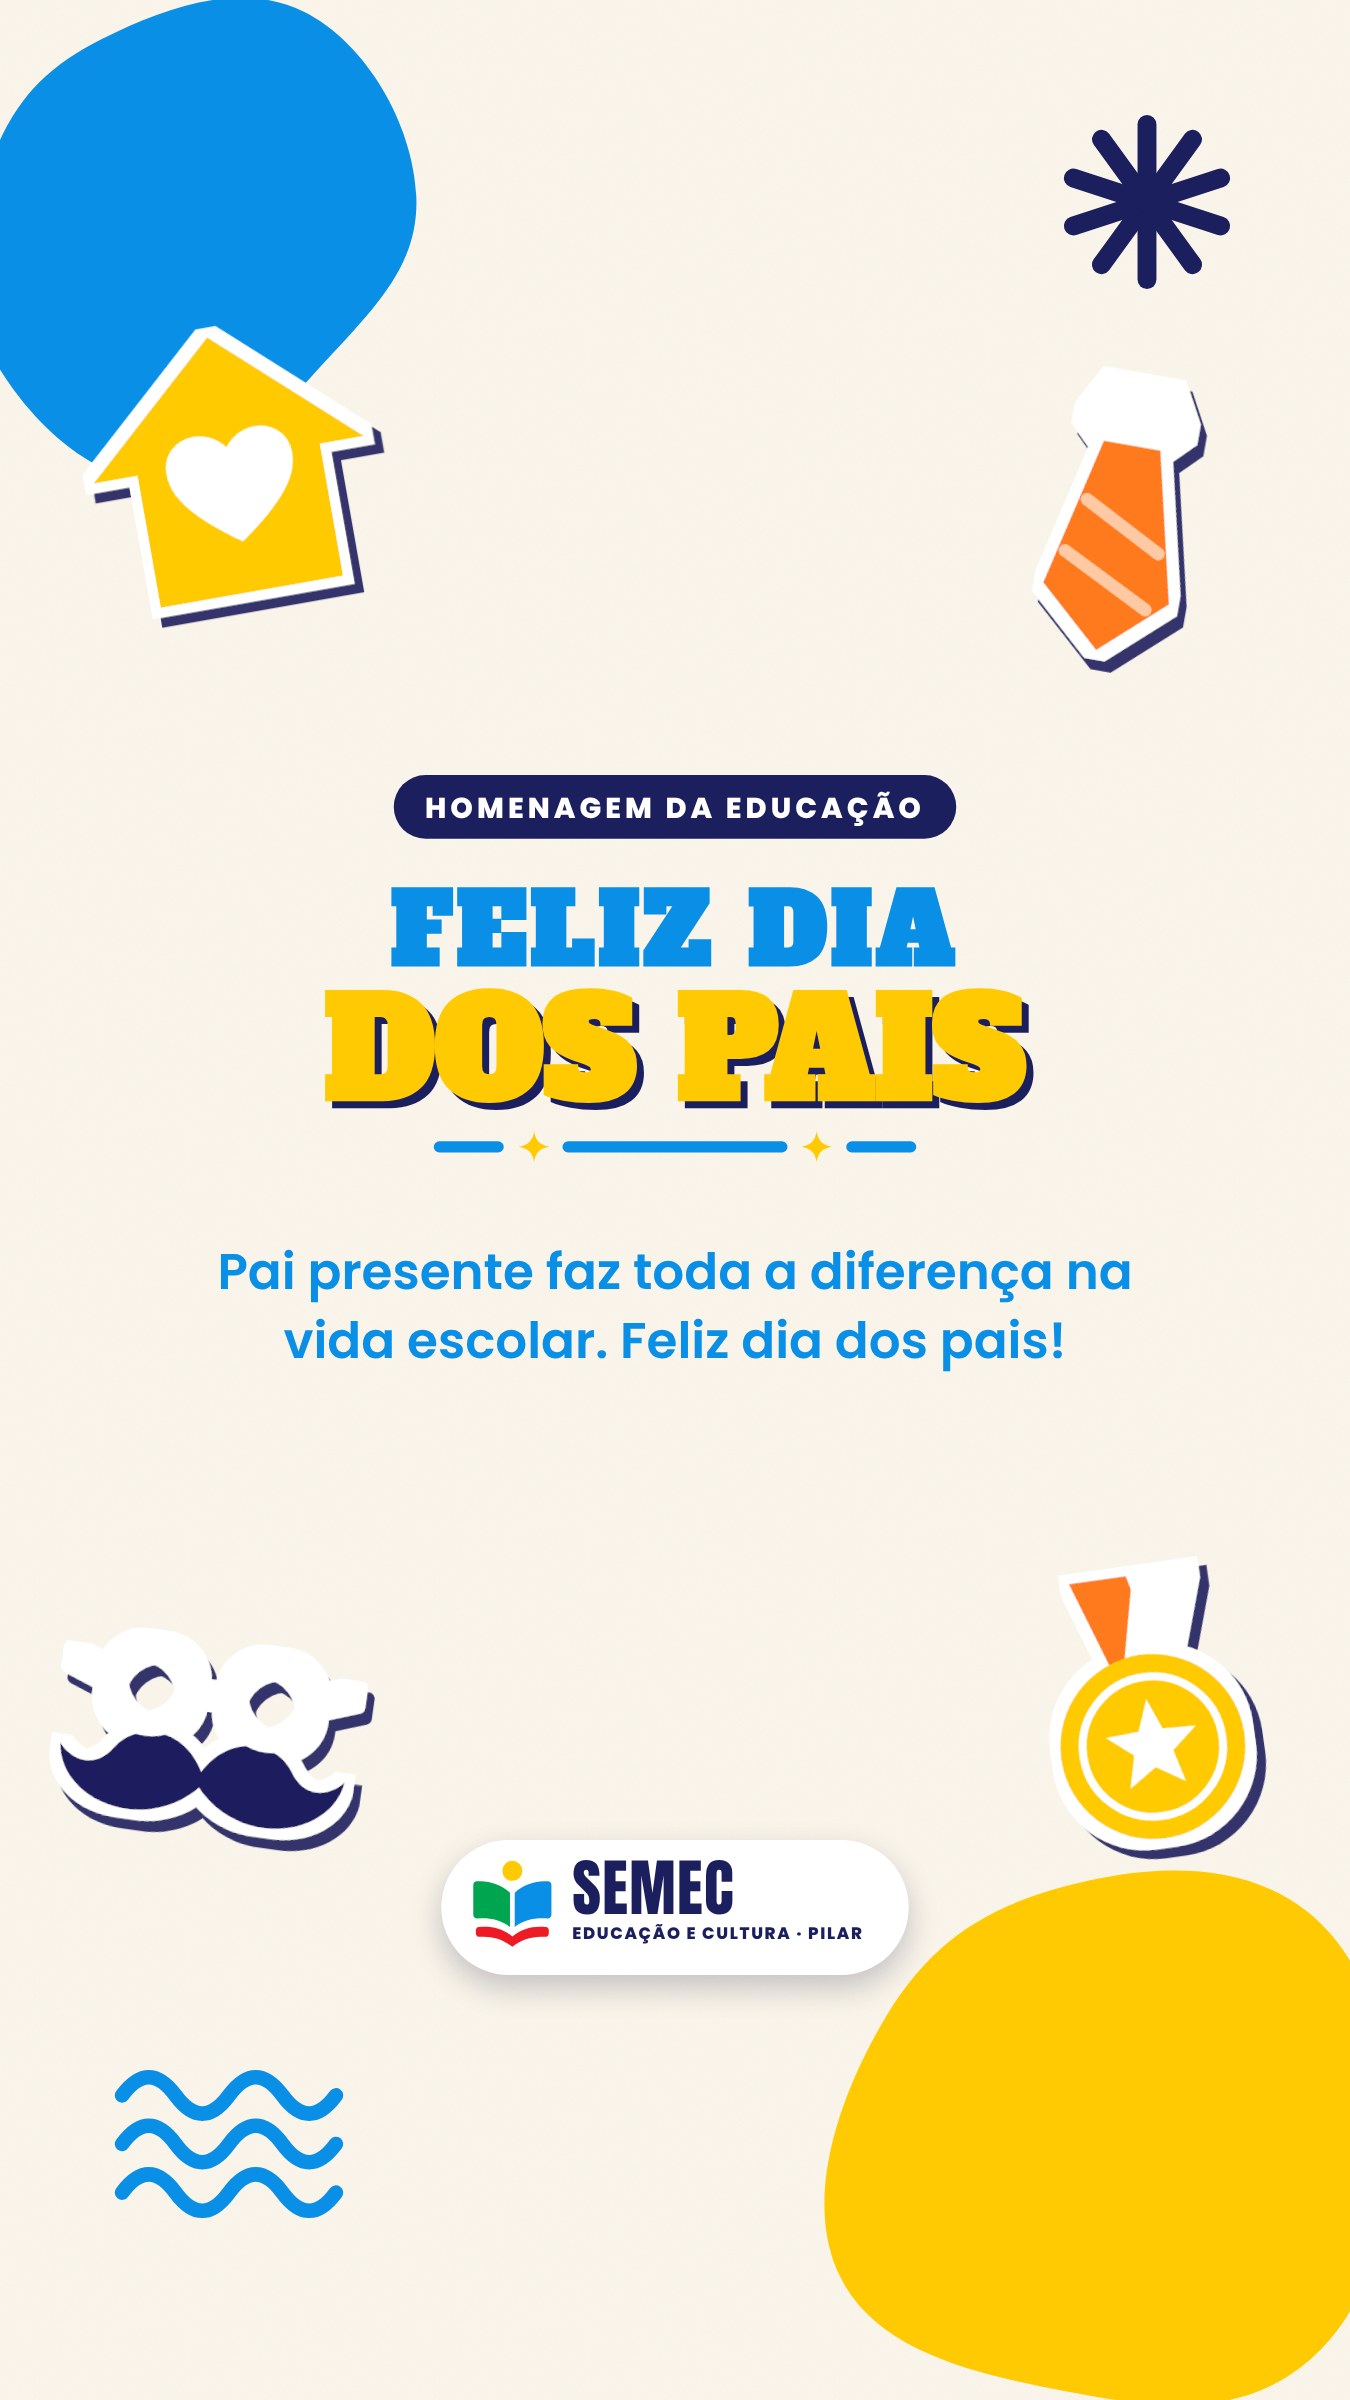 HOMENAGEM DA EDUCAÇÃO
FELIZ DIA
DOS PAIS
Pai presente faz toda a diferença na
vida escolar. Feliz dia dos pais!
SEMEC
EDUCAÇÃO E CULTURA · PILAR